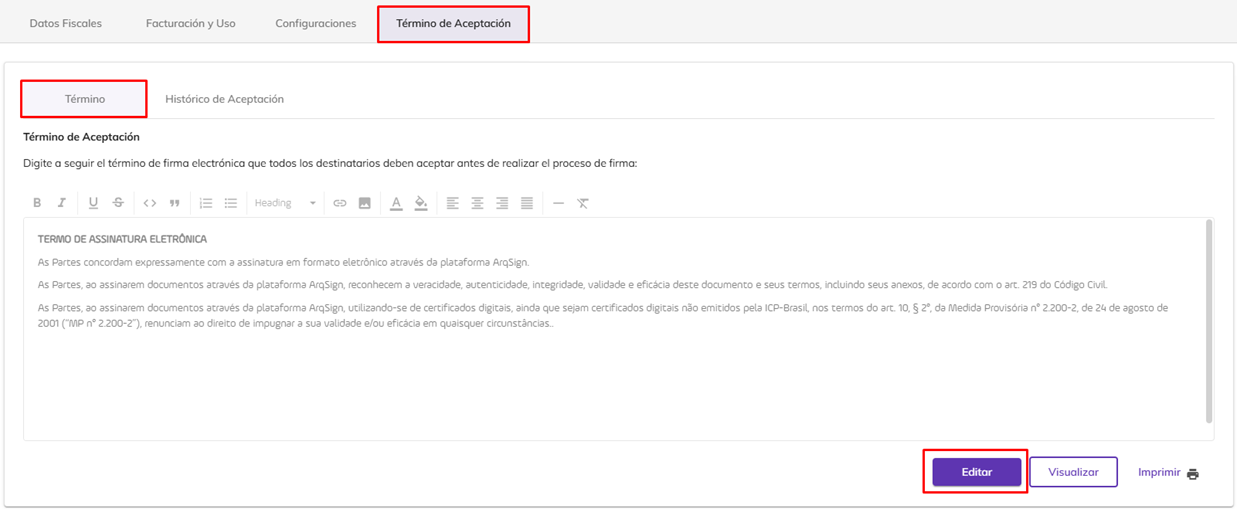 Datos Fiscales Facturación y Uso Configuraciones Término de Aceptación
Término Histórico de Aceptación
Término de Aceptación
Digite a seguir el término de firma electrónica que todos los destinatarios deben aceptar antes de realizar el proceso de firma:
B I U S Heading A
TERMO DE ASSINATURA ELETRÔNICA
As Partes concordam expressamente com a assinatura em formato eletrônico através da plataforma ArqSign.
As Partes, ao assinarem documentos através da plataforma ArqSign, reconhecem a veracidade, autenticidade, integridade, validade e eficácia deste documento e seus termos, incluindo seus anexos, de acordo com o art. 219 do Código Civil.
As Partes, ao assinarem documentos através da plataforma ArqSign, utilizando-se de certificados digitais, ainda que sejam certificados digitais não emitidos pela ICP-Brasil, nos termos do art. 10, § 2º, da Medida Provisória nº 2.200-2, de 24 de agosto de
2001 ("MP nº 2.200-2"), renunciam ao direito de impugnar a sua validade e/ou eficácia em quaisquer circunstâncias..
Editar Visualizar Imprimir